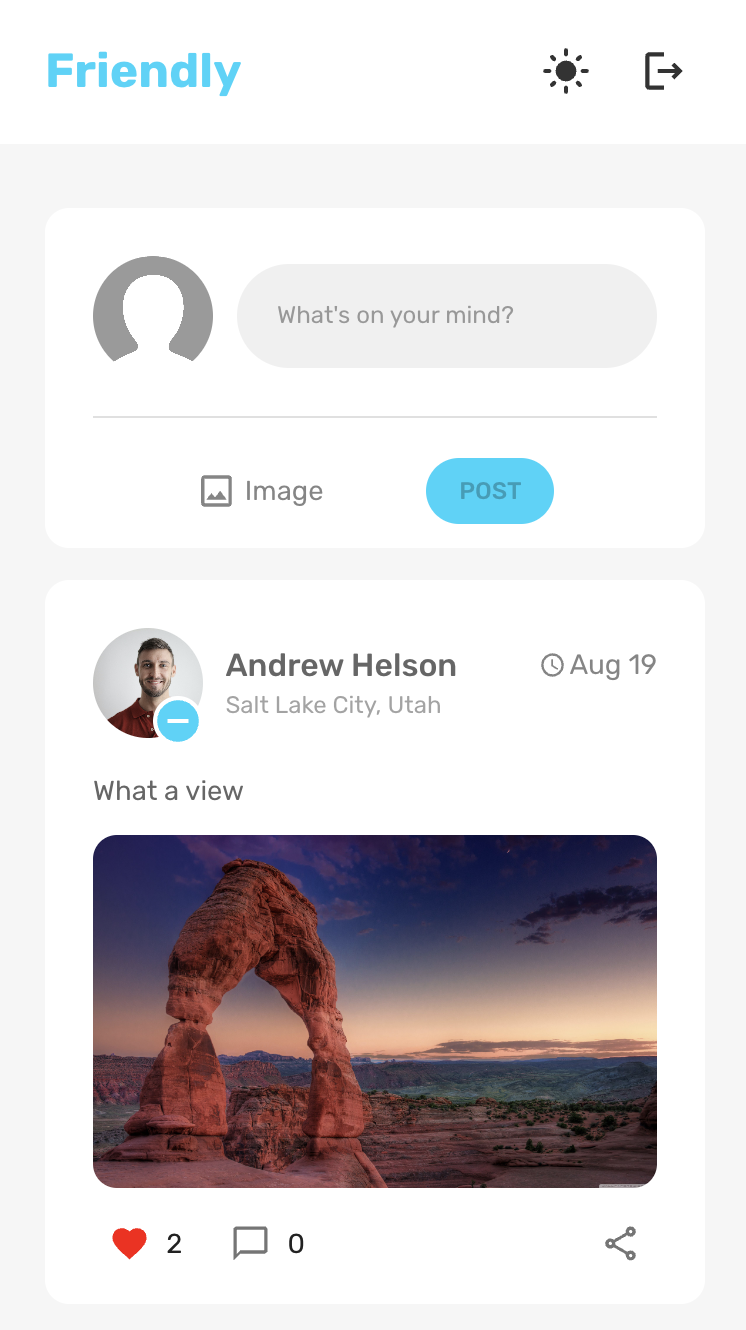 Friendly
What's on your mind?
Image
POST
Andrew Helson
Aug 19
Salt Lake City, Utah
What a view
2
0